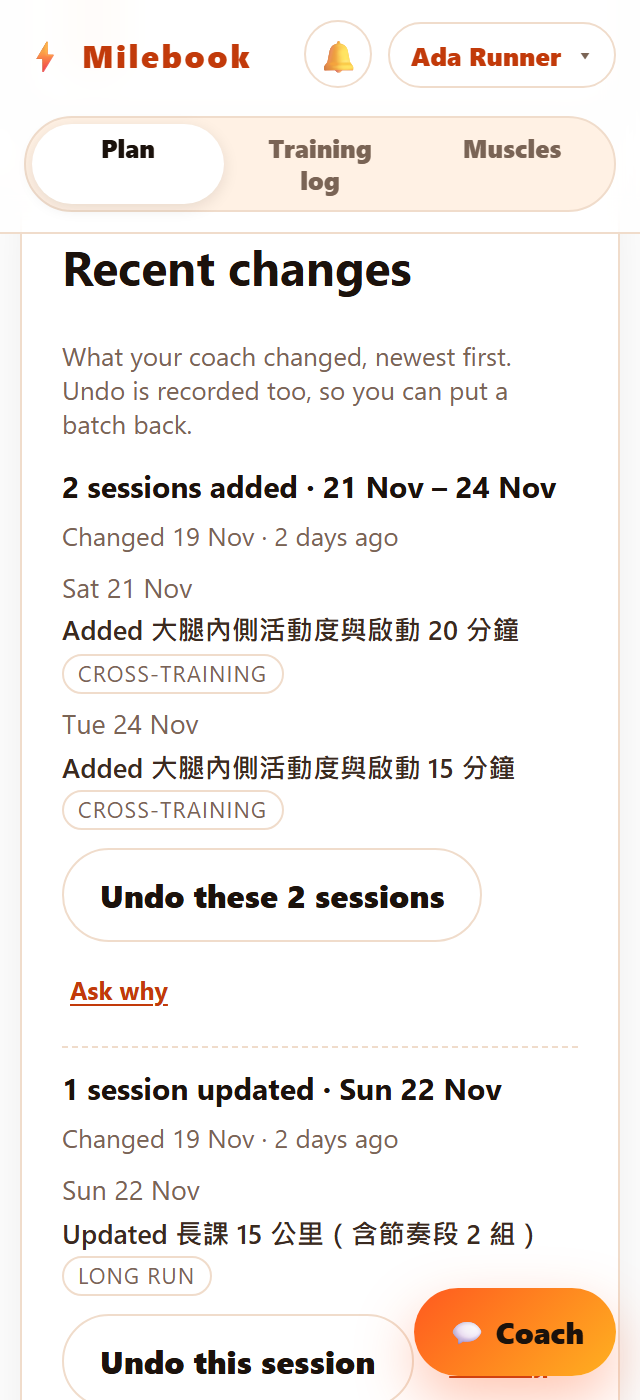 Milebook
Ada Runner
Plan
Training
log
Muscles
Recent changes
What your coach changed, newest first.
Undo is recorded too, so you can put a
batch back.
2 sessions added · 21 Nov – 24 Nov
Changed 19 Nov · 2 days ago
Sat 21 Nov
Added 大腿內側活動度與啟動 20 分鐘
CROSS-TRAINING
Tue 24 Nov
Added 大腿內側活動度與啟動 15 分鐘
CROSS-TRAINING
Undo these 2 sessions
Ask why
1 session updated · Sun 22 Nov
Changed 19 Nov · 2 days ago
Sun 22 Nov
Updated 長課 15 公里（含節奏段 2 組）
LONG RUN
Undo this session
Coach